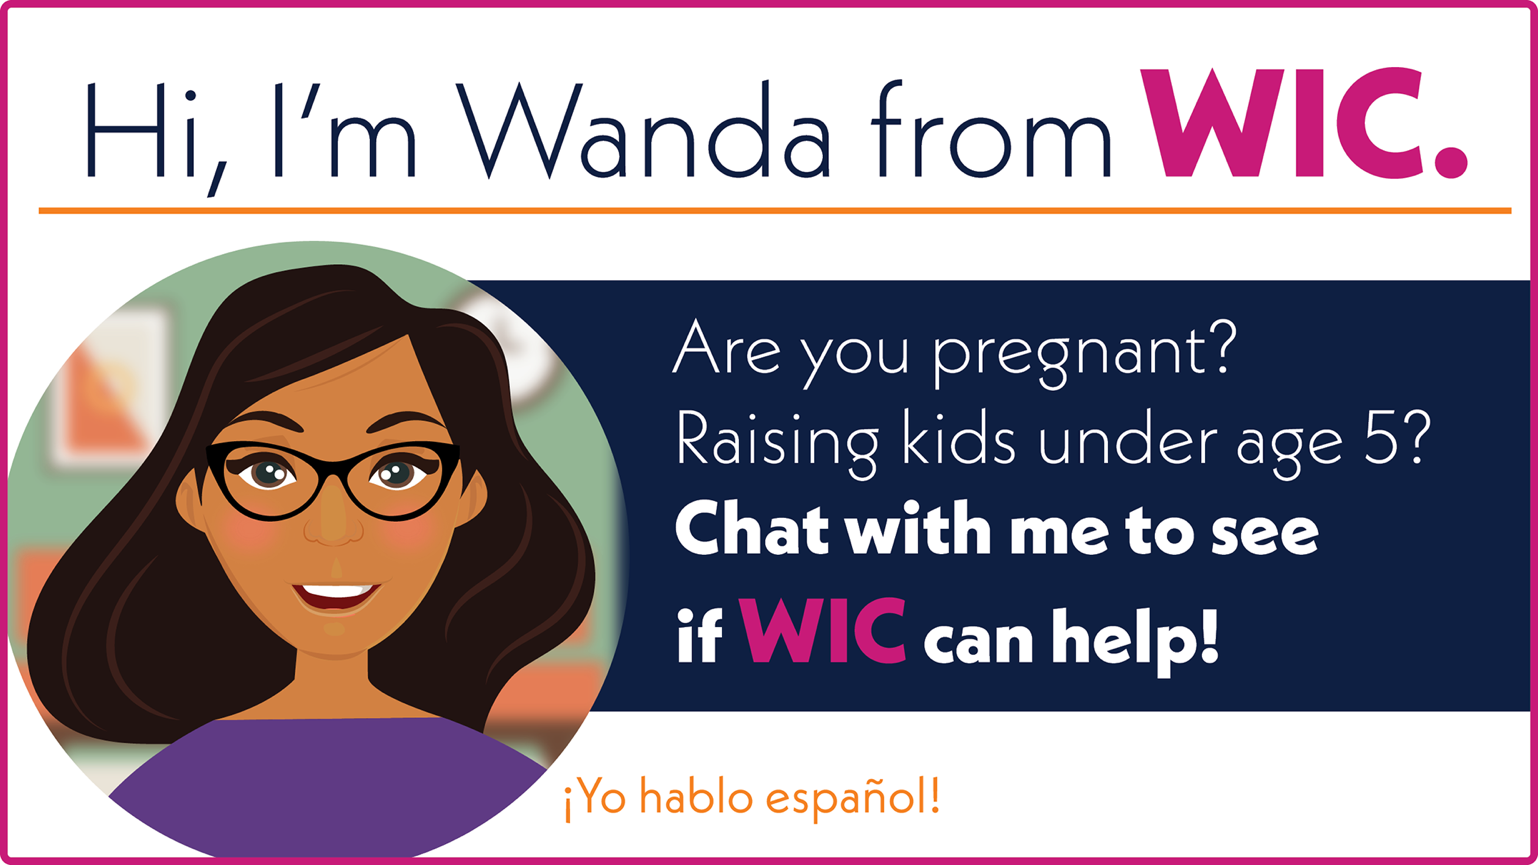 Hi, I'm Wanda from WIC.
Are you pregnant?
Raising kids under age 5?
Chat with me to see
if WIC can help!
¡Yo hablo español!